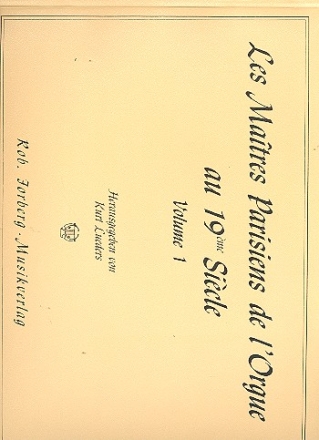 Les Maîtres Parisiens de l'Orgue
au 19ème Siècle
Volume 1
Herausgegeben von
Kurt Lueders
Rob. Forberg · Musikverlag